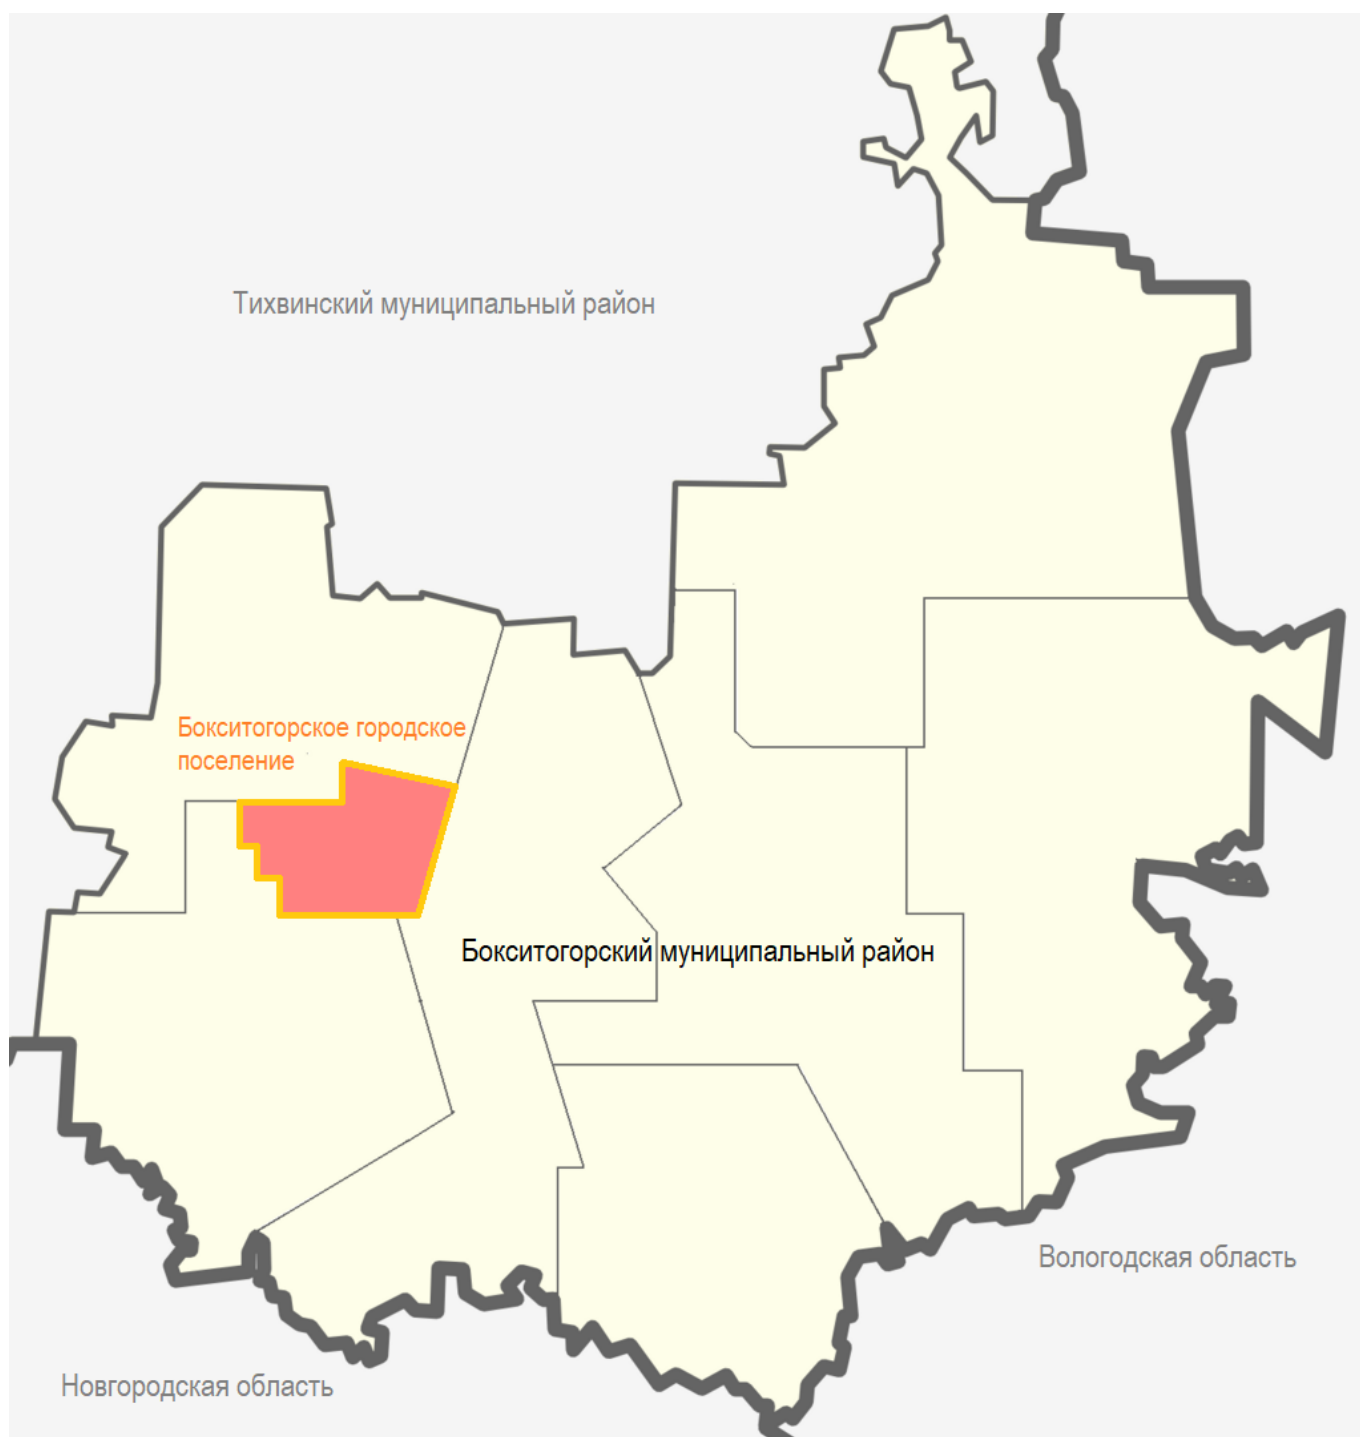 Тихвинский муниципальный район
Бокситогорское городское
поселение
Бокситогорский муниципальный район
Вологодская область
Новгородская область